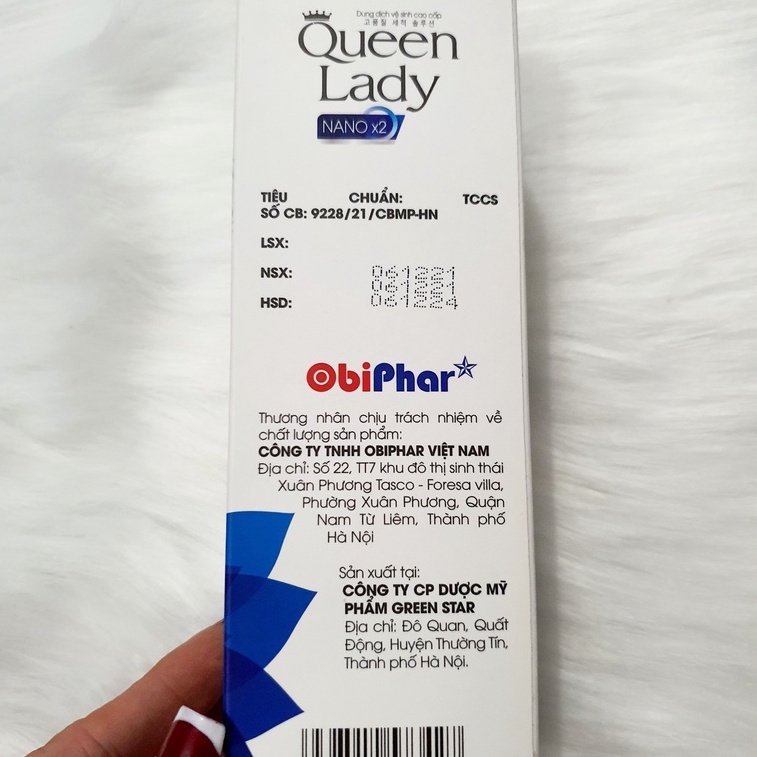 Dung dịch vệ sinh cao cấp
고품질 세척 솔루션
Queen
Lady
NANO x2
TIÊU CHUẨN: TCCS
SỐ CB: 9228/21/CBMP-HN
LSX: 061221
NSX: 061221
HSD: 061224
ObiPhar
Thương nhân chịu trách nhiệm về
chất lượng sản phẩm:
CÔNG TY TNHH OBIPHAR VIỆT NAM
Địa chỉ: Số 22, TT7 khu đô thị sinh thái
Xuân Phương Tasco - Foresa villa,
Phường Xuân Phương, Quận
Nam Từ Liêm, Thành phố
Hà Nội
Sản xuất tại:
CÔNG TY CP DƯỢC MỸ
PHẨM GREEN STAR
Địa chỉ: Đô Quan, Quất
Động, Huyện Thường Tín,
Thành phố Hà Nội.